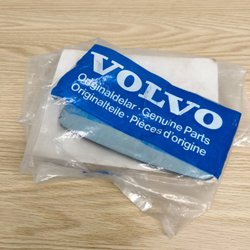 VOLVO
Originaldelar · Genuine Parts
Originalteile · Pièces d'origine